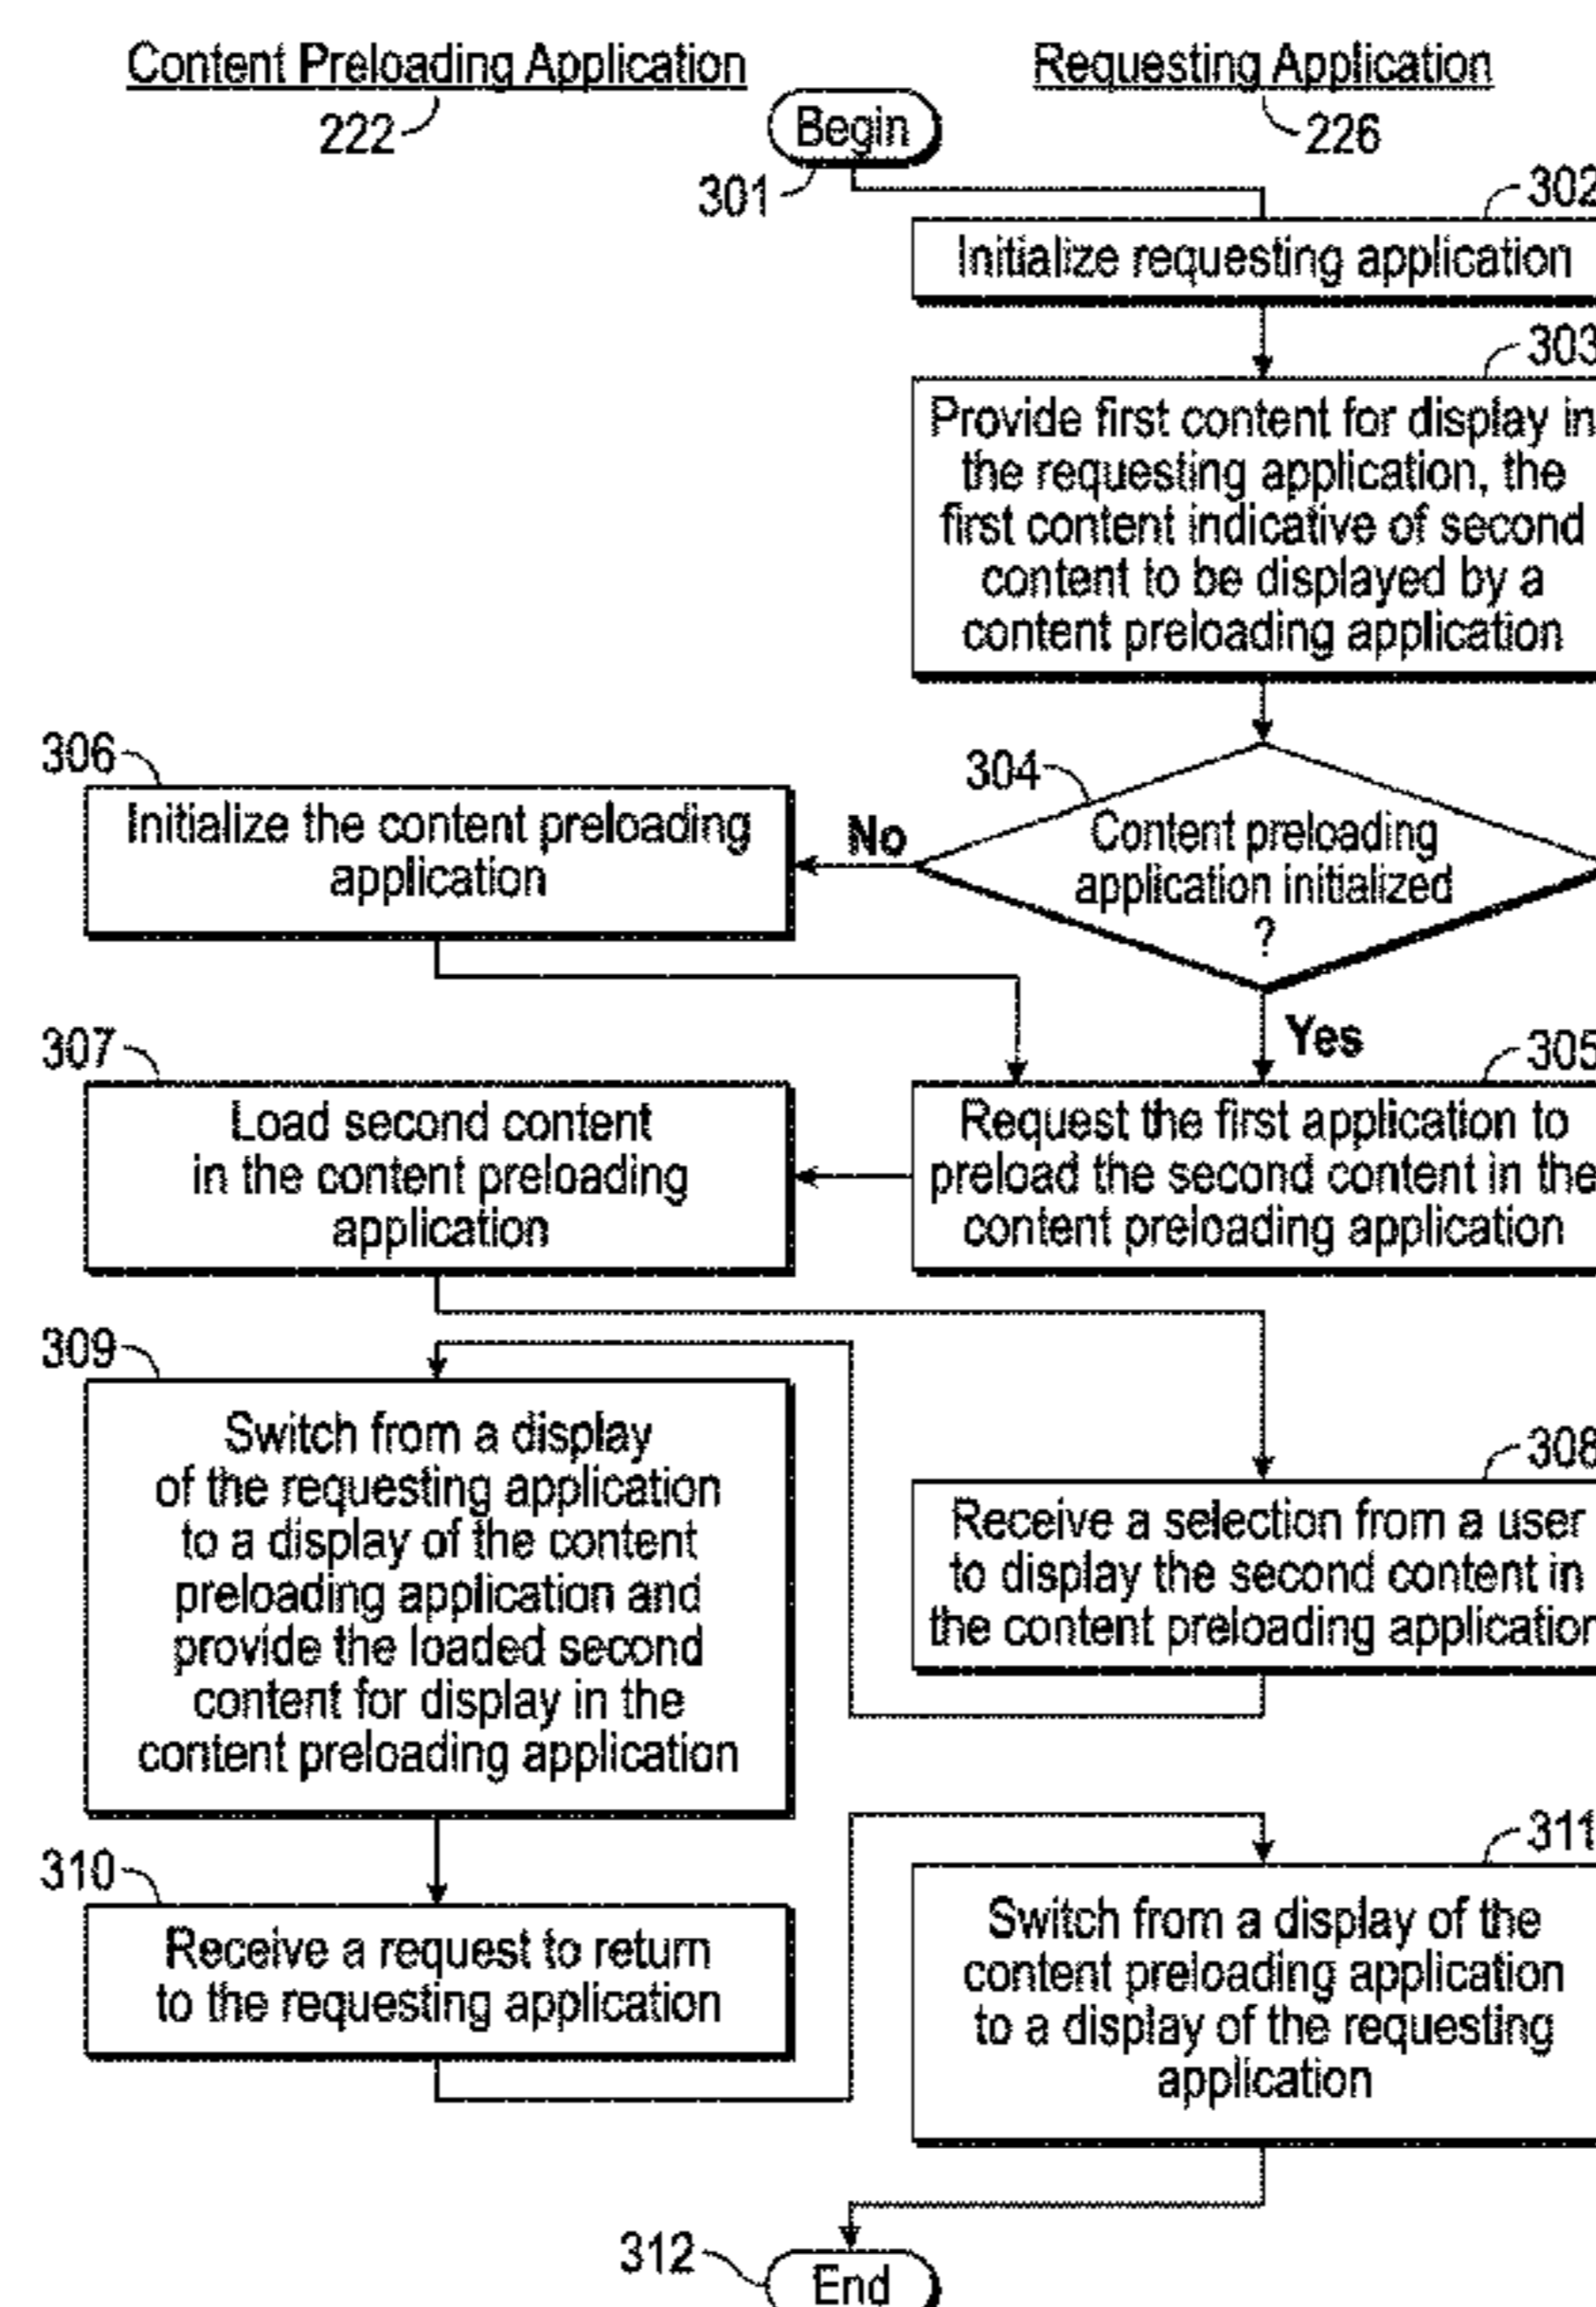 Content Preloading Application
Requesting Application
222
Begin
226
301
302
Initialize requesting application
303
Provide first content for display in
the requesting application, the
first content indicative of second
content to be displayed by a
content preloading application
306
304
Initialize the content preloading
application
No
Content preloading
application initialized
?
Yes
307
305
Load second content
in the content preloading
application
Request the first application to
preload the second content in the
content preloading application
309
Switch from a display
of the requesting application
to a display of the content
preloading application and
provide the loaded second
content for display in the
content preloading application
308
Receive a selection from a user
to display the second content in
the content preloading application
310
Receive a request to return
to the requesting application
311
Switch from a display of the
content preloading application
to a display of the requesting
application
312
End